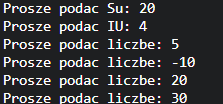 Prosze podac Su: 20
Prosze podac IU: 4
Prosze podac liczbe: 5
Prosze podac liczbe: -10
Prosze podac liczbe: 20
Prosze podac liczbe: 30